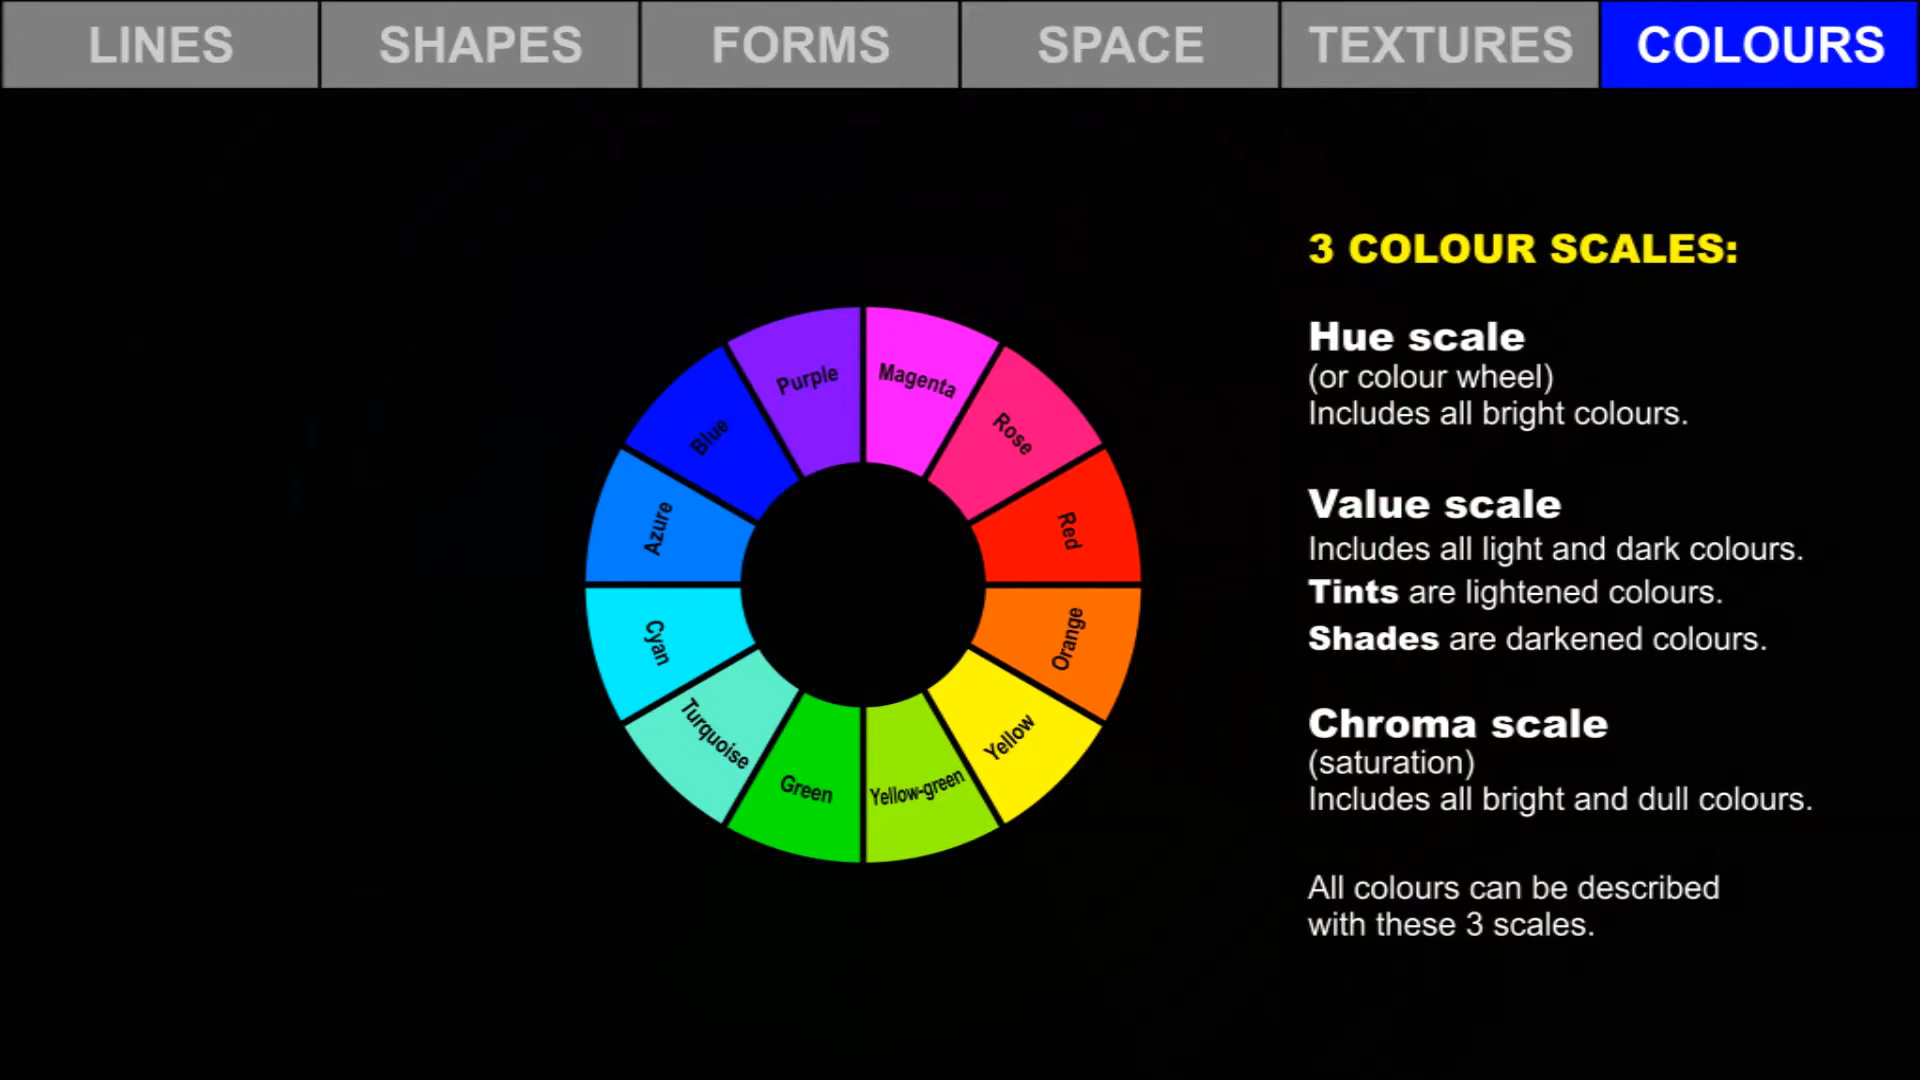 LINES
SHAPES
FORMS
SPACE
TEXTURES
COLOURS
Purple
Magenta
Blue
Rose
Azure
Red
Cyan
Orange
Turquoise
Yellow
Green
Yellow-green
3 COLOUR SCALES:
Hue scale
(or colour wheel)
Includes all bright colours.
Value scale
Includes all light and dark colours.
Tints are lightened colours.
Shades are darkened colours.
Chroma scale
(saturation)
Includes all bright and dull colours.
All colours can be described
with these 3 scales.